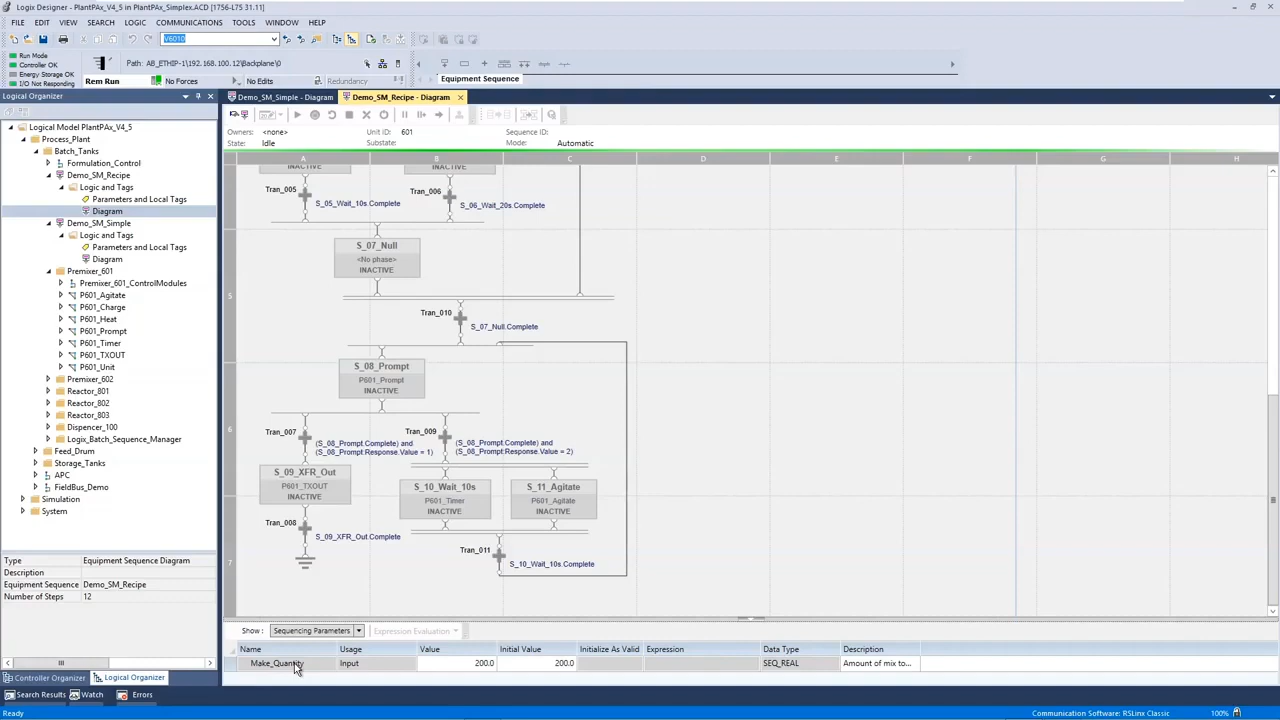 Logix Designer - PlantPAx_V4_5 in PlantPAx_Simplex.ACD [1756-L75 31.11]
FILE EDIT VIEW SEARCH LOGIC COMMUNICATIONS TOOLS WINDOW HELP
V6010
Run Mode
Controller OK
Energy Storage OK
I/O Not Responding
Path: AB_ETHIP-1\192.168.100.12\Backplane\0
Rem Run No Forces No Edits Redundancy
Equipment Sequence
Logical Organizer
Logical Model PlantPAx_V4_5
Process_Plant
Batch_Tanks
Formulation_Control
Demo_SM_Recipe
Logic and Tags
Parameters and Local Tags
Diagram
Demo_SM_Simple
Logic and Tags
Parameters and Local Tags
Diagram
Premixer_601
Premixer_601_ControlModules
P601_Agitate
P601_Charge
P601_Heat
P601_Prompt
P601_Timer
P601_TXOUT
P601_Unit
Premixer_602
Reactor_801
Reactor_802
Reactor_803
Dispencer_100
Logix_Batch_Sequence_Manager
Feed_Drum
Storage_Tanks
APC
FieldBus_Demo
Simulation
System
Type Equipment Sequence Diagram
Description
Equipment Sequence Demo_SM_Recipe
Number of Steps 12
Controller Organizer Logical Organizer
Demo_SM_Simple - Diagram Demo_SM_Recipe - Diagram
Owners: <none> Unit ID: 601 Sequence ID:
State: Idle Substate: Mode: Automatic
A B C D E F G H
INACTIVE INACTIVE
Tran_005 S_05_Wait_10s.Complete
Tran_006 S_06_Wait_20s.Complete
S_07_Null
<No phase>
INACTIVE
5
Tran_010 S_07_Null.Complete
S_08_Prompt
P601_Prompt
INACTIVE
6
Tran_007 (S_08_Prompt.Complete) and
(S_08_Prompt.Response.Value = 1)
Tran_009 (S_08_Prompt.Complete) and
(S_08_Prompt.Response.Value = 2)
S_09_XFR_Out
P601_TXOUT
INACTIVE
S_10_Wait_10s
P601_Timer
INACTIVE
S_11_Agitate
P601_Agitate
INACTIVE
Tran_008 S_09_XFR_Out.Complete
Tran_011 S_10_Wait_10s.Complete
7
Show : Sequencing Parameters Expression Evaluation
Name Usage Value Initial Value Initialize As Valid Expression Data Type Description
Make_Quantity Input 200.0 200.0 SEQ_REAL Amount of mix to...
Search Results Watch Errors
Ready Communication Software: RSLinx Classic 100%